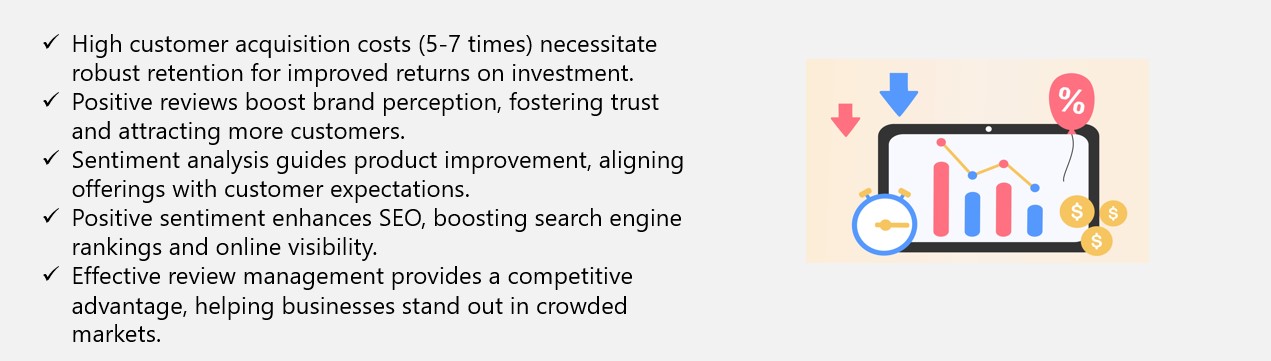 ✓ High customer acquisition costs (5-7 times) necessitate
robust retention for improved returns on investment.
✓ Positive reviews boost brand perception, fostering trust
and attracting more customers.
✓ Sentiment analysis guides product improvement, aligning
offerings with customer expectations.
✓ Positive sentiment enhances SEO, boosting search engine
rankings and online visibility.
✓ Effective review management provides a competitive
advantage, helping businesses stand out in crowded
markets.
%
$
$
$